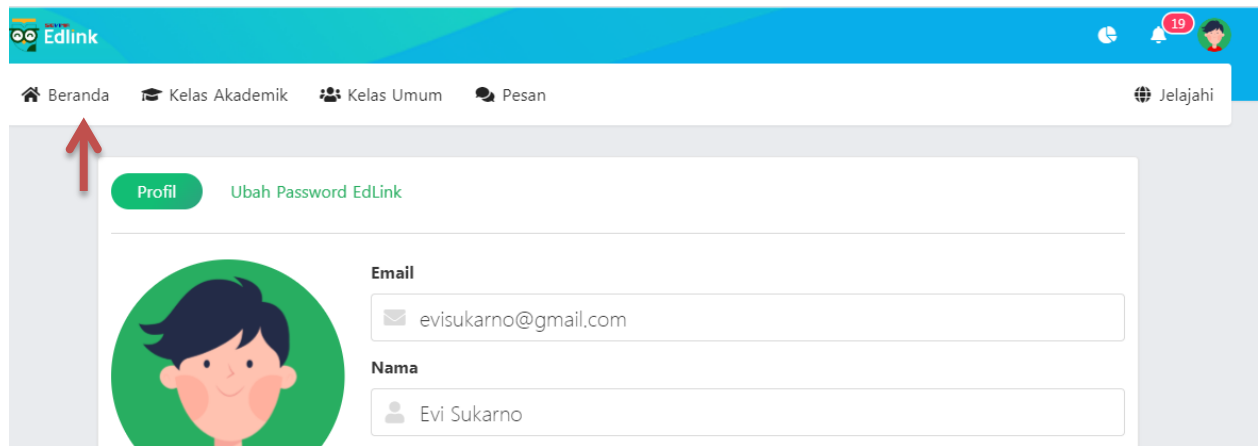 SEVIMA
Edlink
19
Beranda Kelas Akademik Kelas Umum Pesan Jelajahi
Profil Ubah Password EdLink
Email
evisukarno@gmail.com
Nama
Evi Sukarno